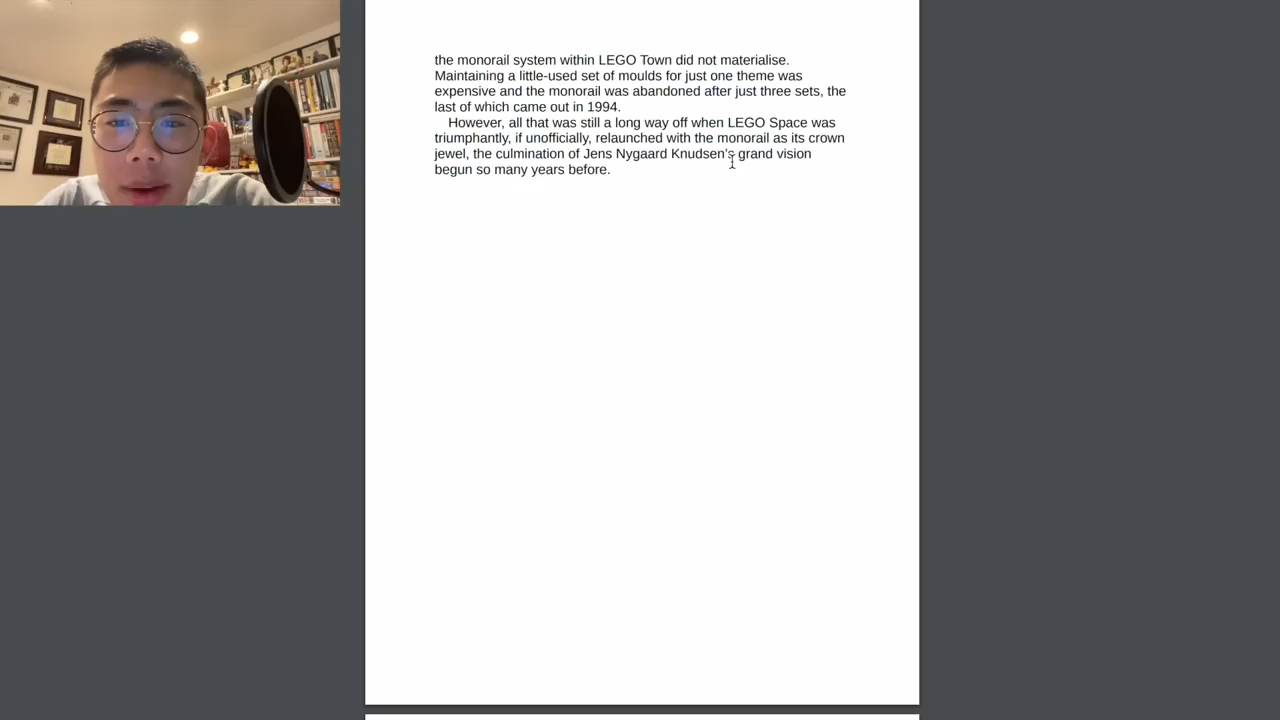 the monorail system within LEGO Town did not materialise.
Maintaining a little-used set of moulds for just one theme was
expensive and the monorail was abandoned after just three sets, the
last of which came out in 1994.
However, all that was still a long way off when LEGO Space was
triumphantly, if unofficially, relaunched with the monorail as its crown
jewel, the culmination of Jens Nygaard Knudsen's grand vision
begun so many years before.